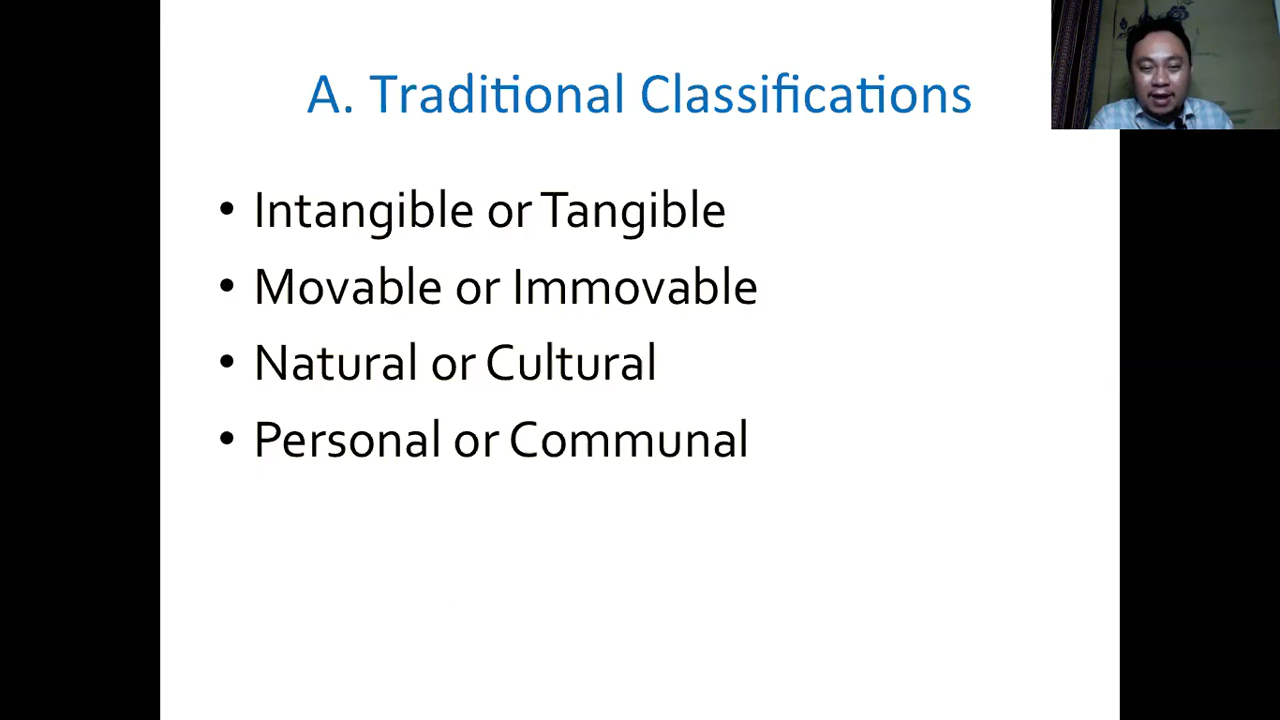 A. Traditional Classifications
• Intangible or Tangible
• Movable or Immovable
• Natural or Cultural
• Personal or Communal